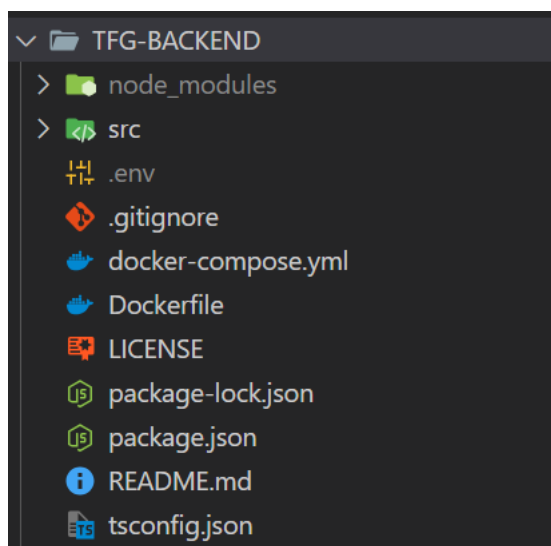 TFG-BACKEND
node_modules
src
.env
.gitignore
docker-compose.yml
Dockerfile
LICENSE
package-lock.json
package.json
README.md
tsconfig.json